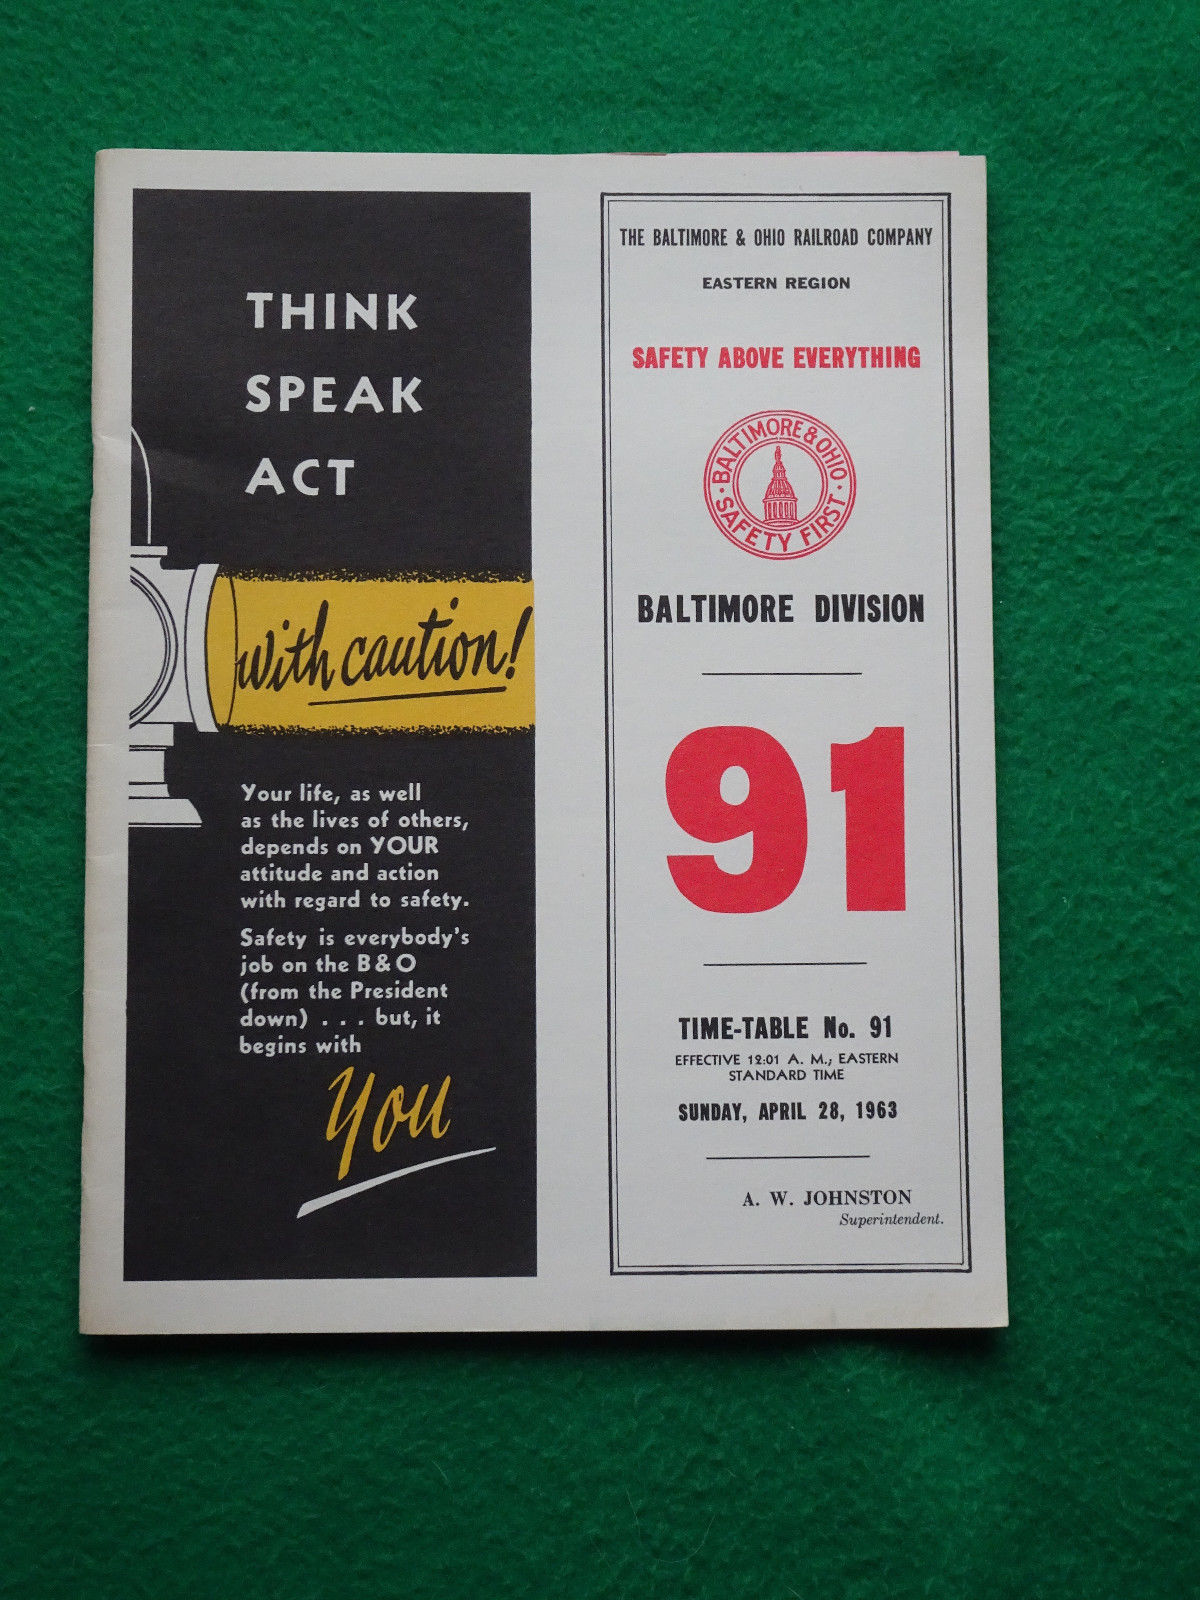 THINK
SPEAK
ACT
with caution!
Your life, as well
as the lives of others,
depends on YOUR
attitude and action
with regard to safety.
Safety is everybody's
job on the B & O
(from the President
down) . . . but, it
begins with
You
THE BALTIMORE & OHIO RAILROAD COMPANY
EASTERN REGION
SAFETY ABOVE EVERYTHING
BALTIMORE & OHIO
SAFETY FIRST
BALTIMORE DIVISION
91
TIME-TABLE No. 91
EFFECTIVE 12:01 A. M., EASTERN
STANDARD TIME
SUNDAY, APRIL 28, 1963
A. W. JOHNSTON
Superintendent.